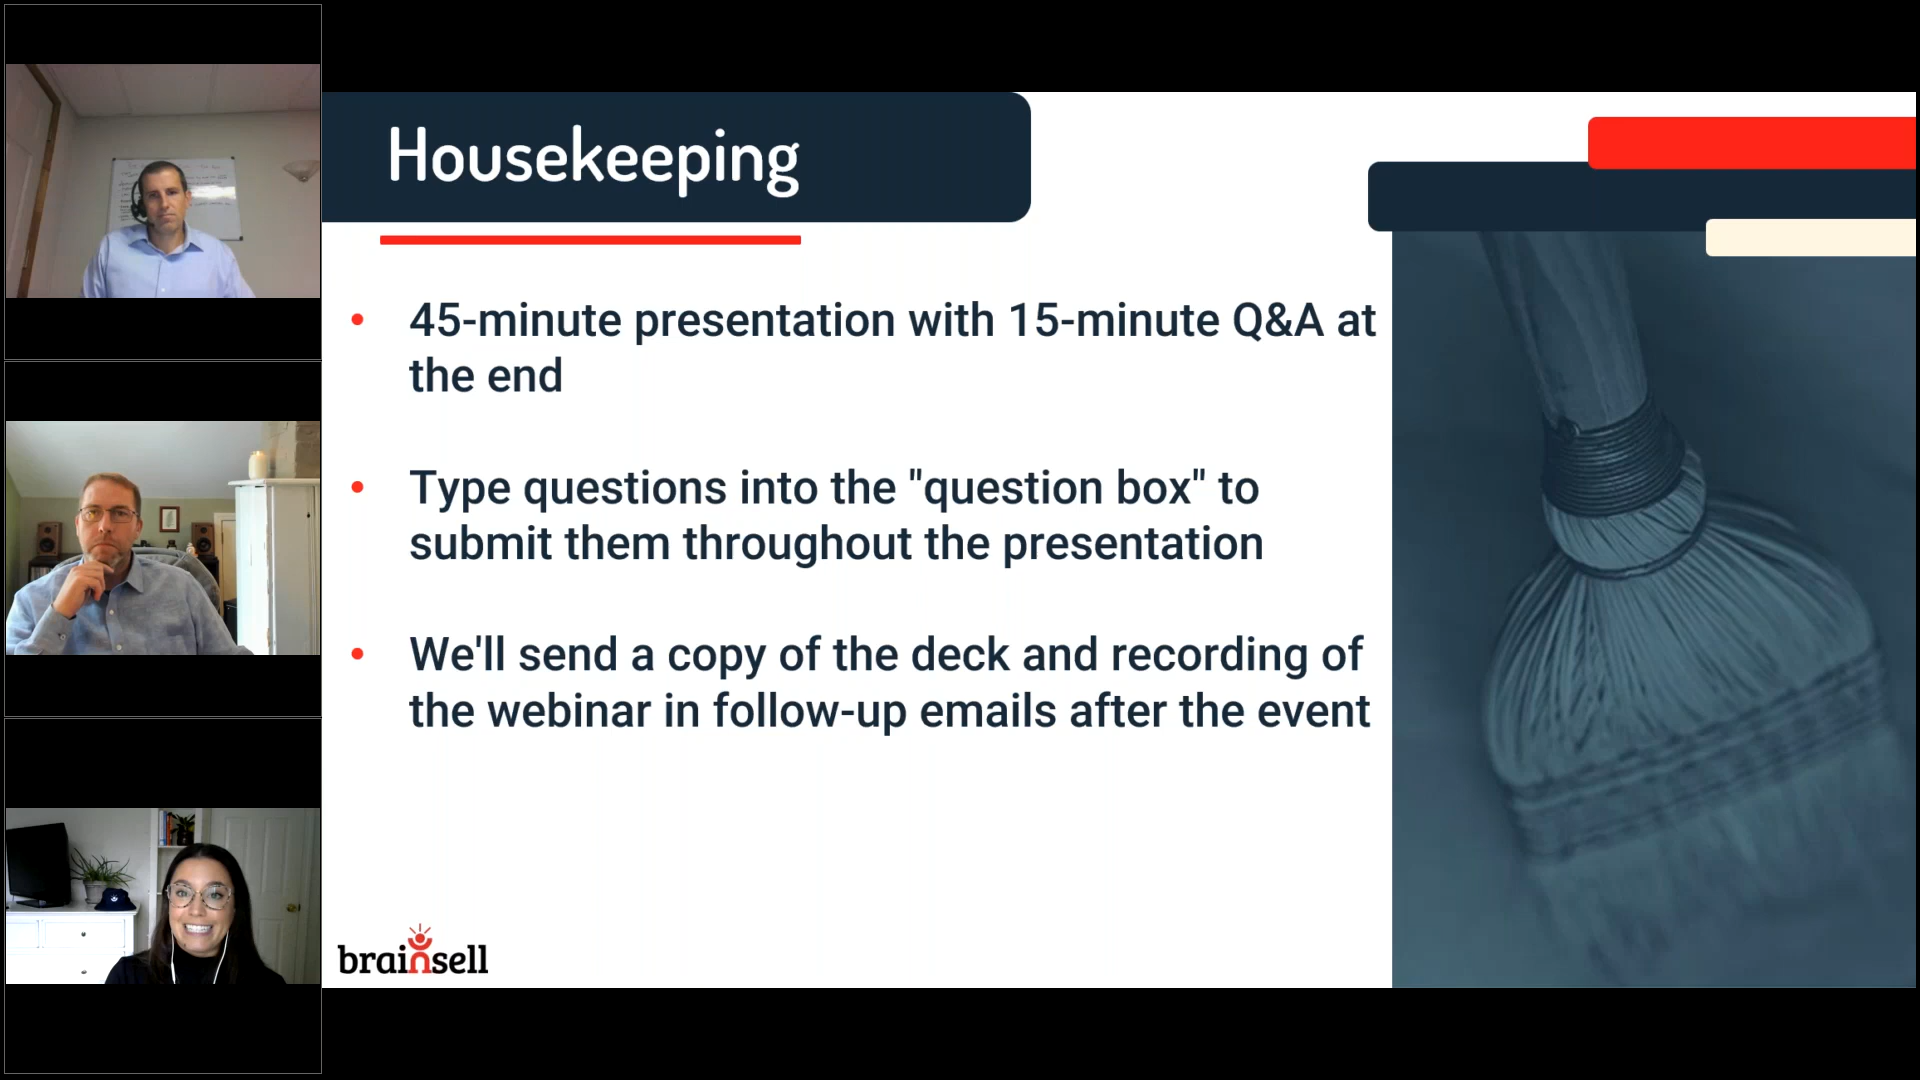 Housekeeping
• 45-minute presentation with 15-minute Q&A at
the end
• Type questions into the "question box" to
submit them throughout the presentation
• We'll send a copy of the deck and recording of
the webinar in follow-up emails after the event
brainsell